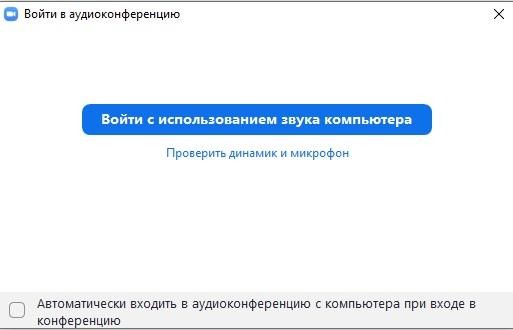 Войти в аудиоконференцию
Войти с использованием звука компьютера
Проверить динамик и микрофон
Автоматически входить в аудиоконференцию с компьютера при входе в
конференцию